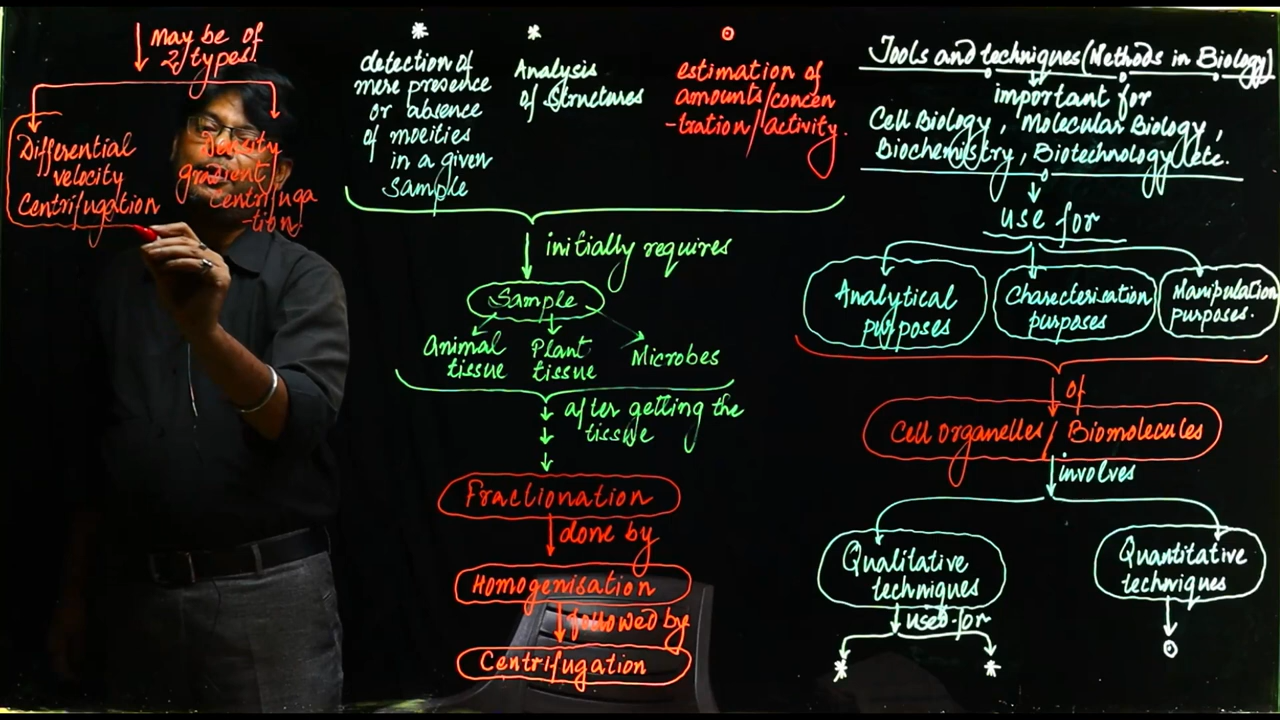 may be of
2 types!
Differential
velocity
Centrifugation
Density
gradient
Centrifuga
-tion.
*
detection of
mere presence
or absence
of moeities
in a given
Sample
*
Analysis
of Structures
estimation of
amounts/concen
-tration/activity.
initially requires
Sample
Animal
tissue
Plant
tissue
Microbes
after getting the
tissue
Fractionation
done by
Homogenisation
followed by
Centrifugation
Tools and techniques (Methods in Biology)
important for
Cell Biology, Molecular Biology,
Biochemistry, Biotechnology etc.
use for
Analytical
purposes
Characterisation
purposes
Manipulation
purposes.
of
Cell organelles / Biomolecules
involves
Qualitative
techniques
used for
* *
Quantitative
techniques